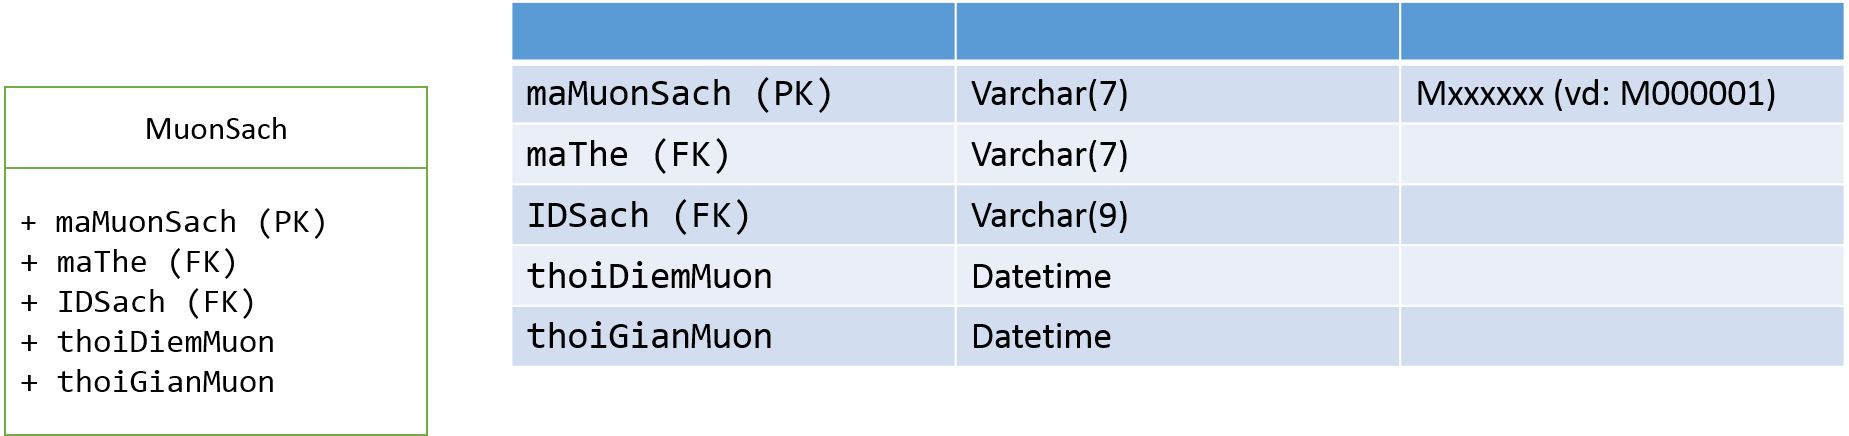 MuonSach
+ maMuonSach (PK)
+ maThe (FK)
+ IDSach (FK)
+ thoiDiemMuon
+ thoiGianMuon
maMuonSach (PK) Varchar(7) Mxxxxxx (vd: M000001)
maThe (FK) Varchar(7)
IDSach (FK) Varchar(9)
thoiDiemMuon Datetime
thoiGianMuon Datetime